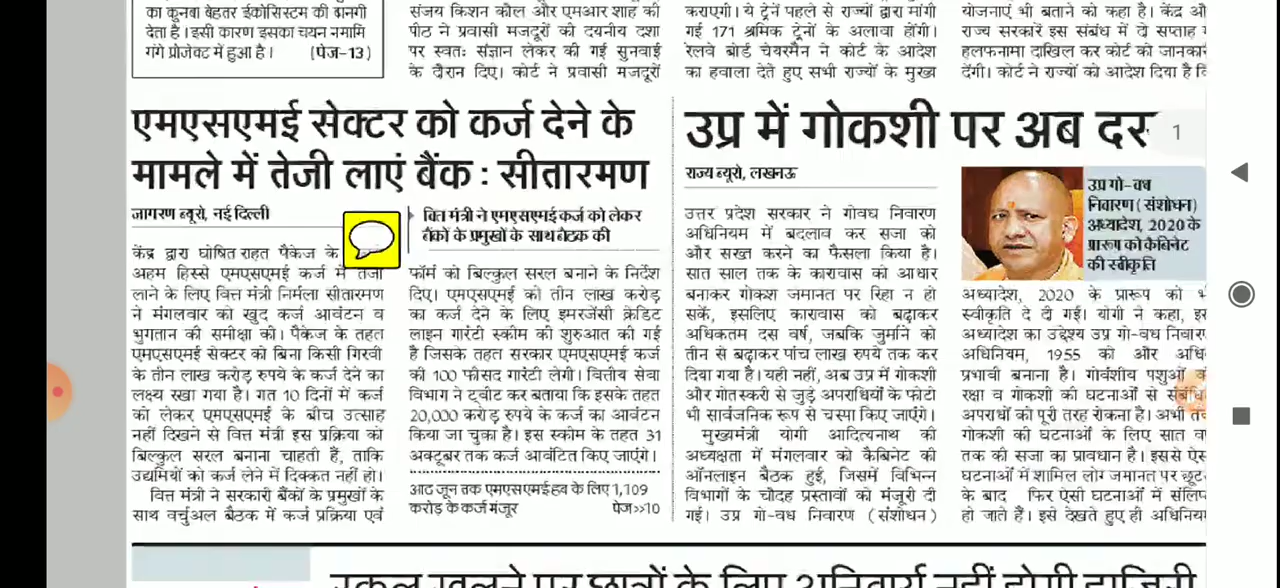 का कुनबा बेहतर ईकोसिस्टम की बानगी
देता है। इसी कारण इसका चयन नमामि
गंगे प्रोजेक्ट में हुआ है। (पेज-13)
संजय किशन कौल और एमआर शाह की
पीठ ने प्रवासी मजदूरों की दयनीय दशा
पर स्वतः संज्ञान लेकर की गई सुनवाई
के दौरान दिए। कोर्ट ने प्रवासी मजदूरों
कराएगी। ये ट्रेनें पहले से राज्यों द्वारा मांगी
गई 171 श्रमिक ट्रेनों के अलावा होंगी।
रेलवे बोर्ड चेयरमैन ने कोर्ट के आदेश
का हवाला देते हुए सभी राज्यों के मुख्य
योजनाएं भी बताने को कहा है। केंद्र औ
राज्य सरकारें इस संबंध में दो सप्ताह
हलफनामा दाखिल कर कोर्ट को जानकार
देंगी। कोर्ट ने राज्यों को आदेश दिया है
एमएसएमई सेक्टर को कर्ज देने के
मामले में तेजी लाएं बैंक : सीतारमण
जागरण ब्यूरो, नई दिल्ली
वित्त मंत्री ने एमएसएमई कर्ज को लेकर
बैंकों के प्रमुखों के साथ बैठक की
केंद्र द्वारा घोषित राहत पैकेज के
अहम हिस्से एमएसएमई कर्ज में तेजी
लाने के लिए वित्त मंत्री निर्मला सीतारमण
ने मंगलवार को खुद कर्ज आवंटन व
भुगतान की समीक्षा की। पैकेज के तहत
एमएसएमई सेक्टर को बिना किसी गिरवी
के तीन लाख करोड़ रुपये के कर्ज देने का
लक्ष्य रखा गया है। गत 10 दिनों में कर्ज
को लेकर एमएसएमई के बीच उत्साह
नहीं दिखने से वित्त मंत्री इस प्रक्रिया को
बिल्कुल सरल बनाना चाहती हैं, ताकि
उद्यमियों को कर्ज लेने में दिक्कत नहीं हो।
वित्त मंत्री ने सरकारी बैंकों के प्रमुखों के
साथ वर्चुअल बैठक में कर्ज प्रक्रिया एवं
फॉर्म को बिल्कुल सरल बनाने के निर्देश
दिए। एमएसएमई को तीन लाख करोड़
का कर्ज देने के लिए इमरजेंसी क्रेडिट
लाइन गारंटी स्कीम की शुरुआत की गई
है जिसके तहत सरकार एमएसएमई कर्ज
की 100 फीसद गारंटी लेगी। वित्तीय सेवा
विभाग ने ट्वीट कर बताया कि इसके तहत
20,000 करोड़ रुपये के कर्ज का आवंटन
किया जा चुका है। इस स्कीम के तहत 31
अक्टूबर तक कर्ज आवंटित किए जाएंगे।
आठ जून तक एमएसएमई हब के लिए 1,109
करोड़ के कर्ज मंजूर पेज>>10
उप्र में गोकशी पर अब दस
1
राज्य ब्यूरो, लखनऊ
उत्तर प्रदेश सरकार ने गोवध निवारण
अधिनियम में बदलाव कर सजा को
और सख्त करने का फैसला किया है।
सात साल तक के कारावास की आधार
बनाकर गोकश जमानत पर रिहा न हो
सकें, इसलिए कारावास को बढ़ाकर
अधिकतम दस वर्ष, जबकि जुर्माने को
तीन से बढ़ाकर पांच लाख रुपये तक कर
दिया गया है। यही नहीं, अब उप्र में गोकशी
और गोतस्करी से जुड़े अपराधियों के फोटो
भी सार्वजनिक रूप से चस्पा किए जाएंगे।
मुख्यमंत्री योगी आदित्यनाथ की
अध्यक्षता में मंगलवार को कैबिनेट की
ऑनलाइन बैठक हुई, जिसमें विभिन्न
विभागों के चौदह प्रस्तावों को मंजूरी दी
गई। उप्र गो-वध निवारण (संशोधन)
उप्र गो-वध
निवारण (संशोधन)
अध्यादेश, 2020 के
प्रारूप को कैबिनेट
की स्वीकृति
अध्यादेश, 2020 के प्रारूप को
स्वीकृति दे दी गई। योगी ने कहा, इस
अध्यादेश का उद्देश्य उप्र गो-वध निवार
अधिनियम, 1955 को और अधि
प्रभावी बनाना है। गोवंशीय पशुओं
रक्षा व गोकशी की घटनाओं से संबंधि
अपराधों को पूरी तरह रोकना है। अभी तक
गोकशी की घटनाओं के लिए सात व
तक की सजा का प्रावधान है। इससे ऐस
घटनाओं में शामिल लोग जमानत पर छूट
के बाद फिर ऐसी घटनाओं में संलिप
हो जाते हैं। इसे देखते हुए ही अधिनिय
स्कूल खुलने पर छात्रों के लिए अनिवार्य नहीं होगी हाजिरी